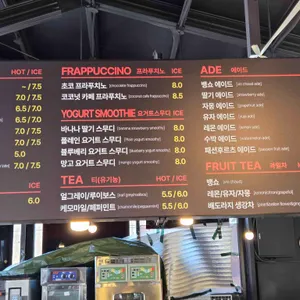 HOT / ICE
~ / 7.5
7.0 / 7.5
6.5 / 7.0
6.5 / 7.0
7.0 / 7.5
7.0 / 7.5
5.0
7.0 / 7.5
ICE
6.0
FRAPPUCCINO 프라푸치노 ICE
초코 프라푸치노 (chocolate frappuccino) 8.0
코코넛 카페 프라푸치노 8.5
YOGURT SMOOTHIE 요거트스무디 ICE
바나나 딸기 스무디 8.0
플레인 요거트 스무디 8.0
블루베리 요거트 스무디 8.0
망고 요거트 스무디 8.0
TEA 티(유기농) HOT / ICE
얼그레이/루이보스 5.5 / 6.0
캐모마일/페퍼민트 5.5 / 6.0
ADE 에이드
뱅쇼 에이드
딸기 에이드
자몽 에이드
유자 에이드
레몬 에이드
수박 에이드
패션후르츠 에이드
FRUIT TEA 과일차
뱅쇼
레몬/유자/자몽
배도라지 생강차